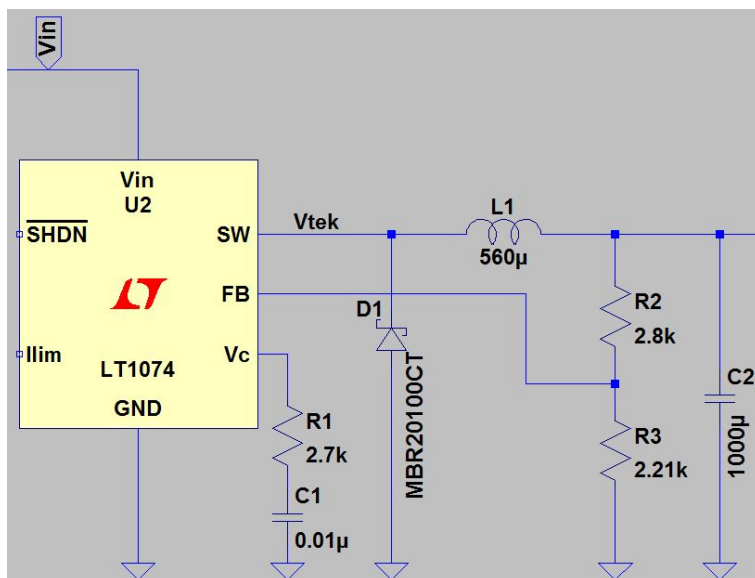 Vin
Vin
U2
SHDN
SW
Vtek
L1
560µ
FB
D1
R2
2.8k
Ilim
LT1074
Vc
GND
R1
2.7k
C1
0.01µ
MBR20100CT
R3
2.21k
C2
1000µ